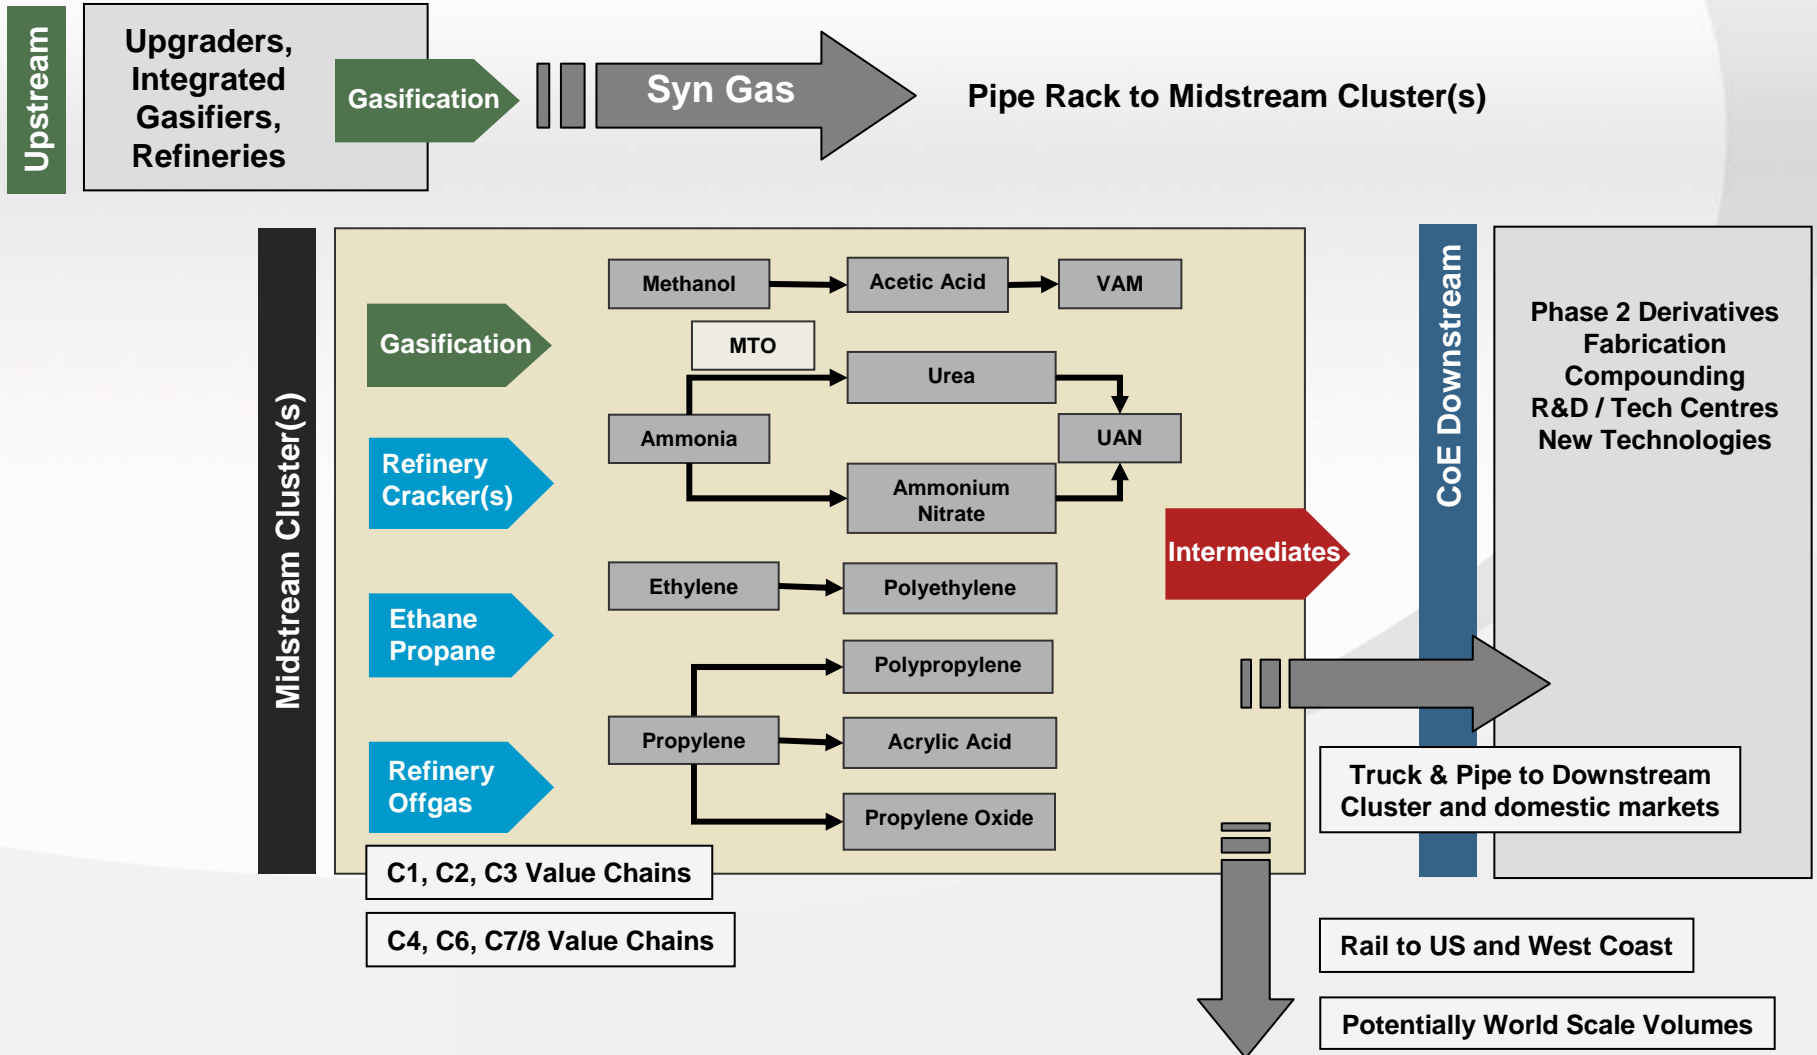 Upstream
Upgraders,
Integrated
Gasifiers,
Refineries
Gasification
Syn Gas
Pipe Rack to Midstream Cluster(s)
Midstream Cluster(s)
Gasification
Refinery
Cracker(s)
Ethane
Propane
Refinery
Offgas
Methanol
Acetic Acid
VAM
MTO
Urea
Ammonia
UAN
Ammonium
Nitrate
Ethylene
Polyethylene
Polypropylene
Propylene
Acrylic Acid
Propylene Oxide
Intermediates
C1, C2, C3 Value Chains
C4, C6, C7/8 Value Chains
CoE Downstream
Phase 2 Derivatives
Fabrication
Compounding
R&D / Tech Centres
New Technologies
Truck & Pipe to Downstream
Cluster and domestic markets
Rail to US and West Coast
Potentially World Scale Volumes